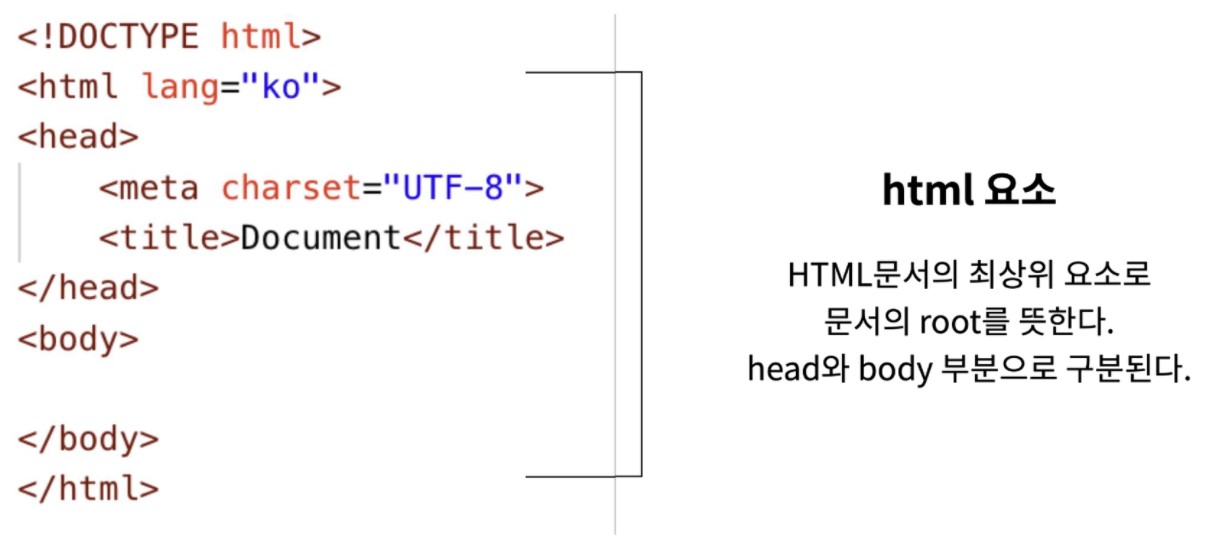 <!DOCTYPE html>
<html lang="ko">
<head>
    <meta charset="UTF-8">
    <title>Document</title>
</head>
<body>
</body>
</html>
html 요소
HTML문서의 최상위 요소로
문서의 root를 뜻한다.
head와 body 부분으로 구분된다.